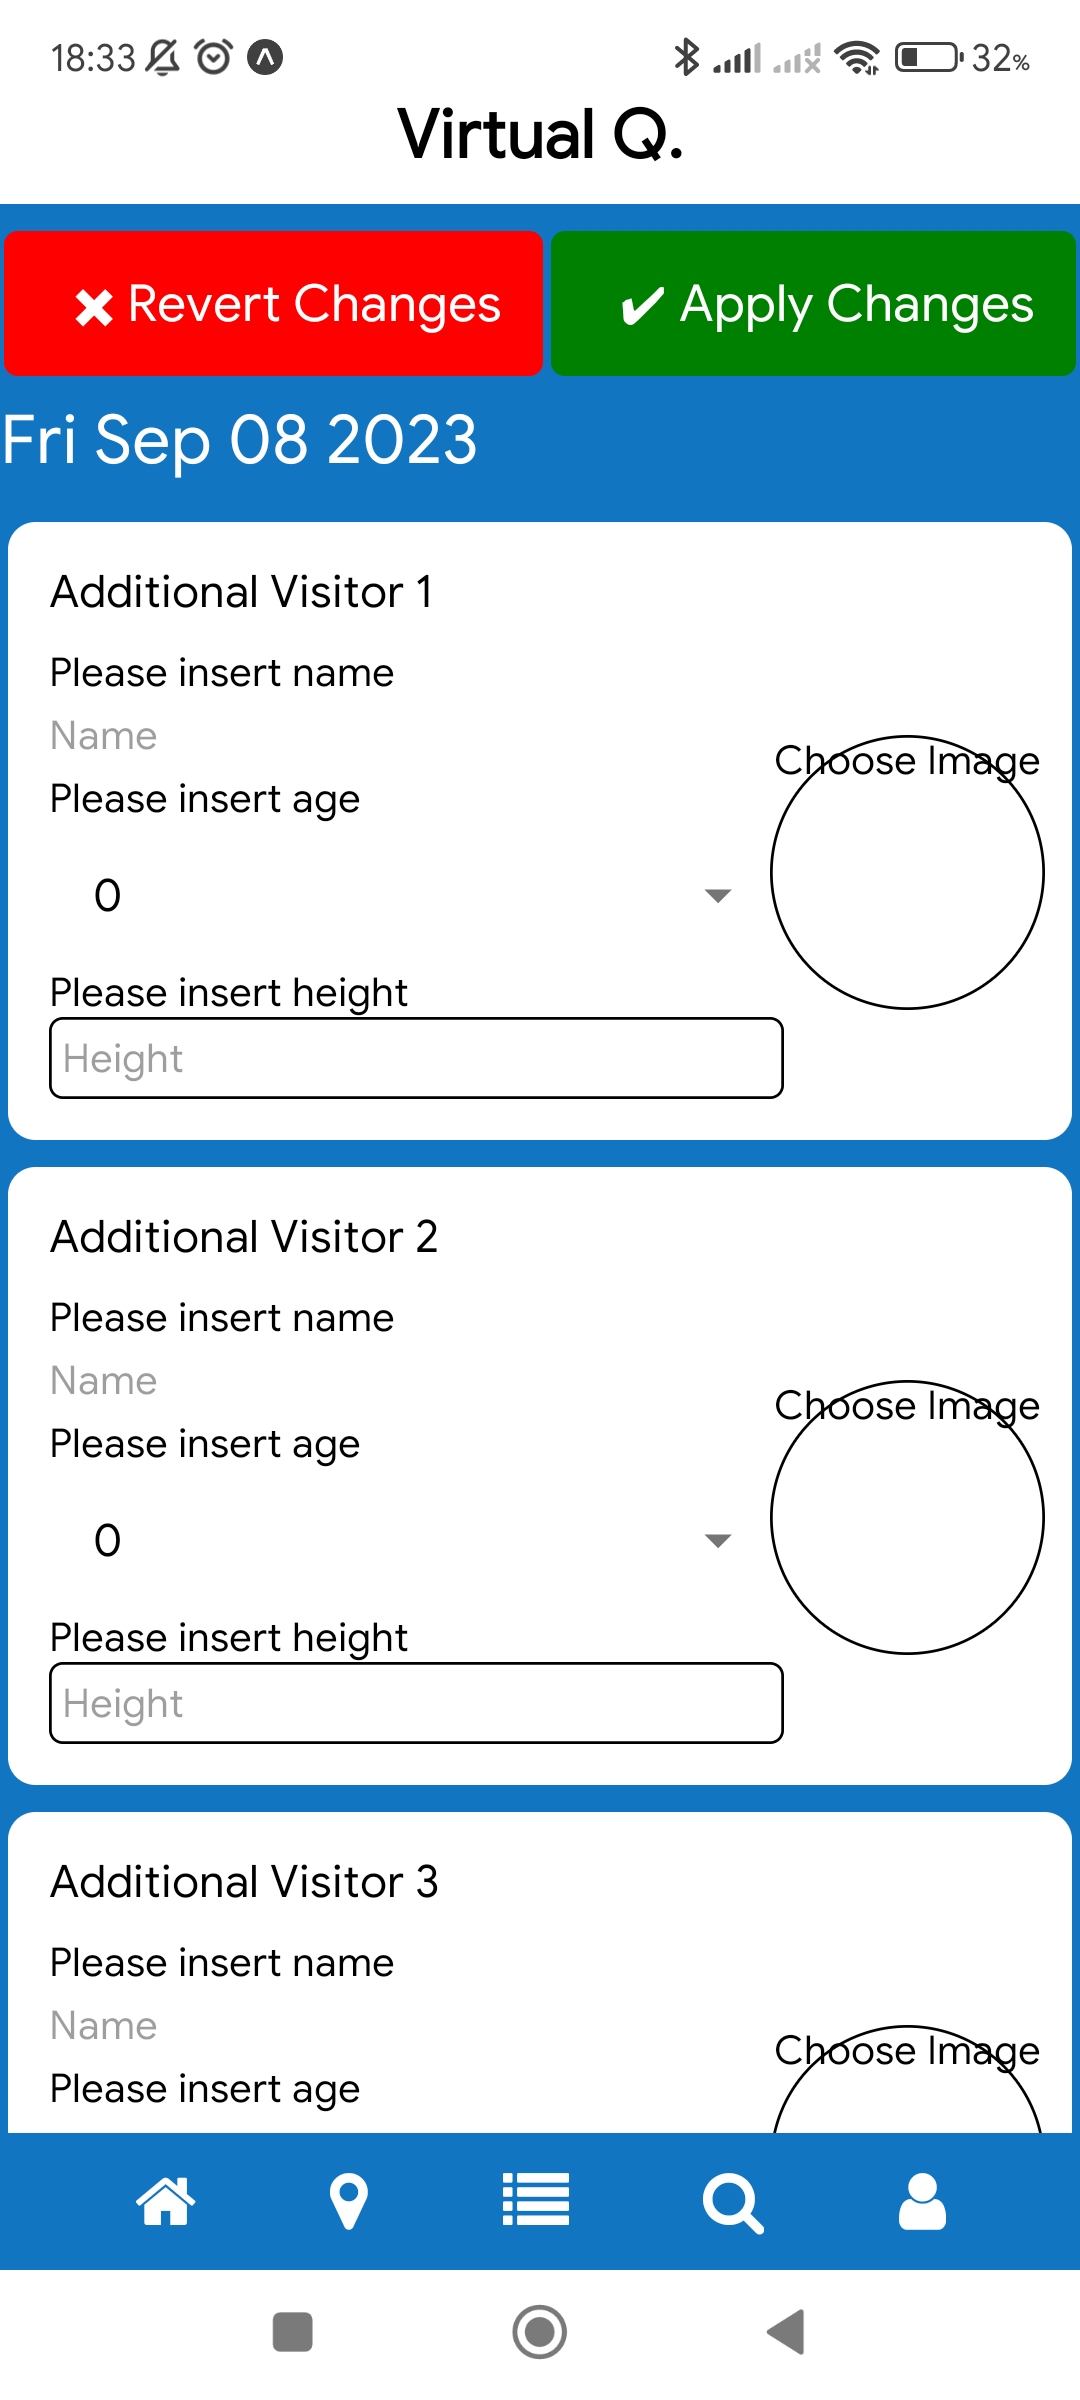 18:33 32%
Virtual Q.
Revert Changes Apply Changes
Fri Sep 08 2023
Additional Visitor 1
Please insert name
Name
Choose Image
Please insert age
0
Please insert height
Height
Additional Visitor 2
Please insert name
Name
Choose Image
Please insert age
0
Please insert height
Height
Additional Visitor 3
Please insert name
Name
Choose Image
Please insert age